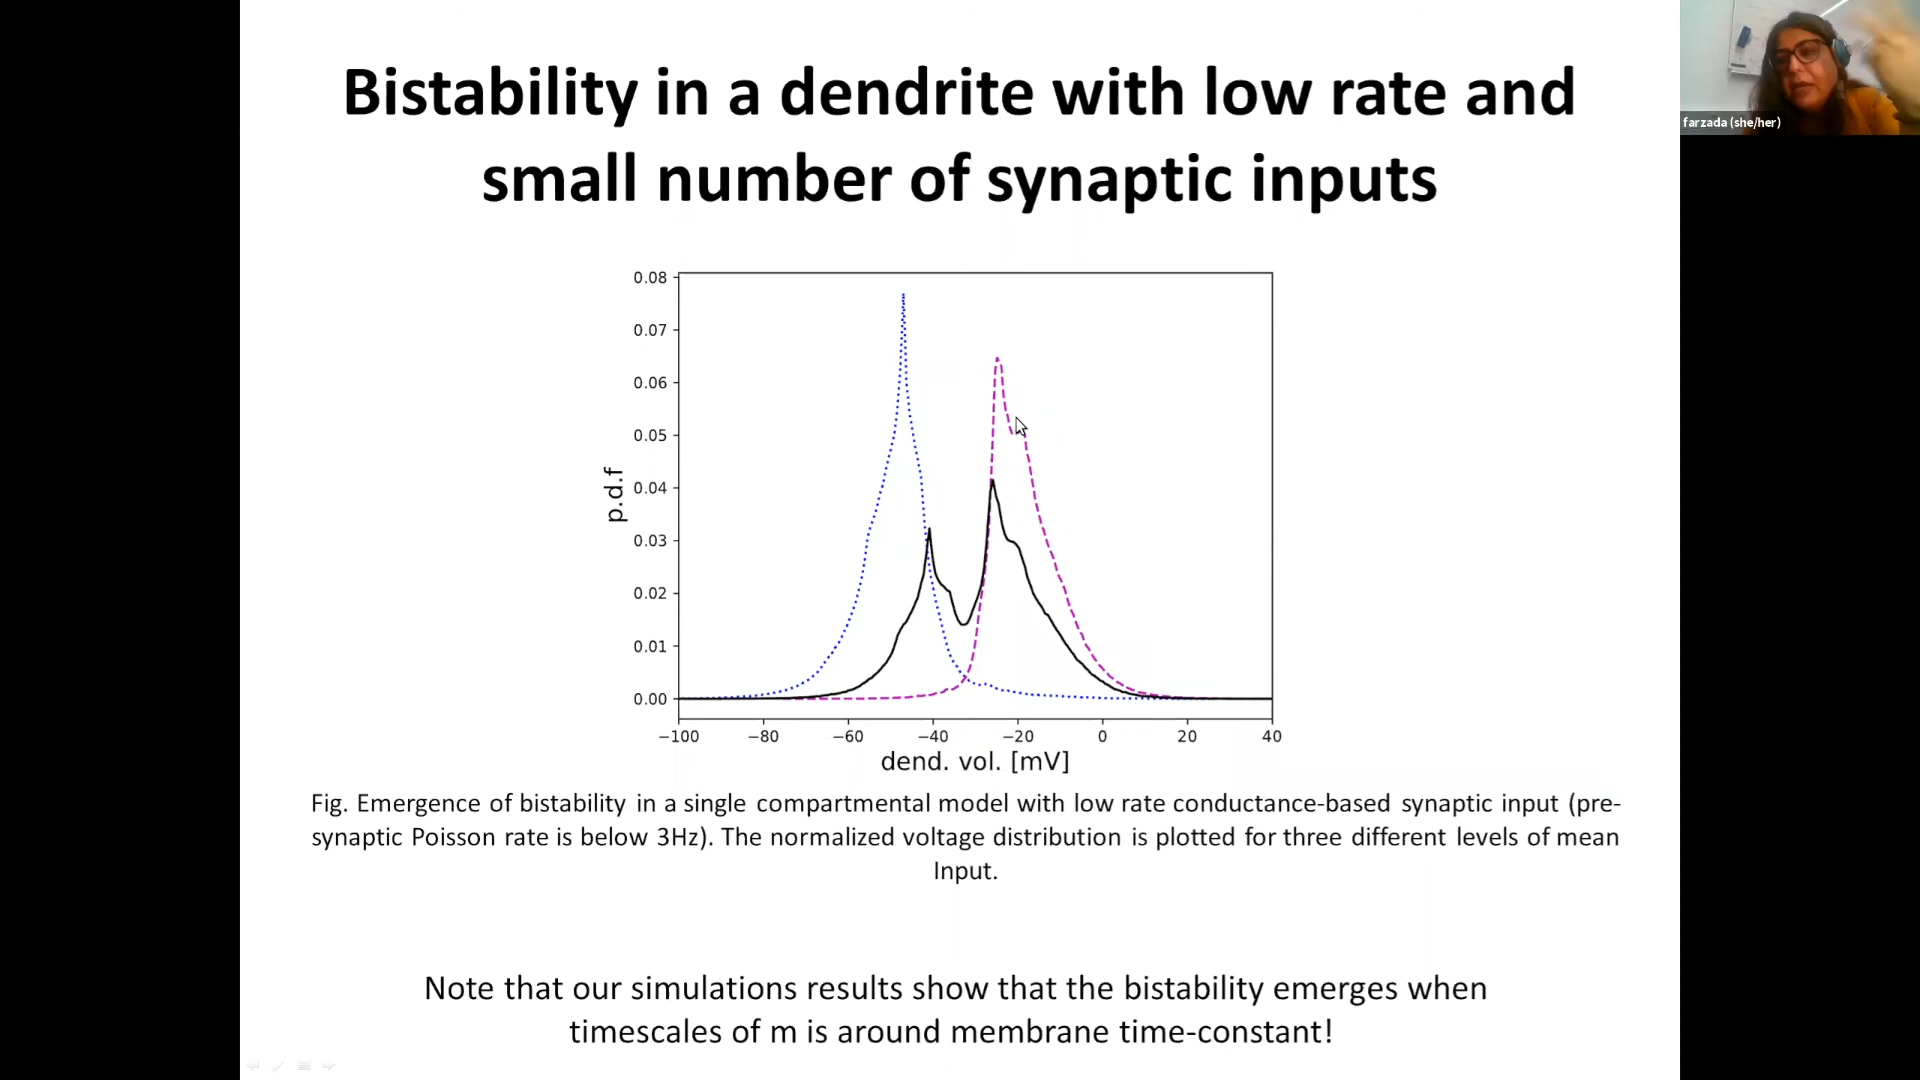 Bistability in a dendrite with low rate and
small number of synaptic inputs
farzada (she/her)
0.08
0.07
0.06
0.05
0.04
0.03
0.02
0.01
0.00
p.d.f
−100 −80 −60 −40 −20 0 20 40
dend. vol. [mV]
Fig. Emergence of bistability in a single compartmental model with low rate conductance-based synaptic input (pre-
synaptic Poisson rate is below 3Hz). The normalized voltage distribution is plotted for three different levels of mean
Input.
Note that our simulations results show that the bistability emerges when
timescales of m is around membrane time-constant!